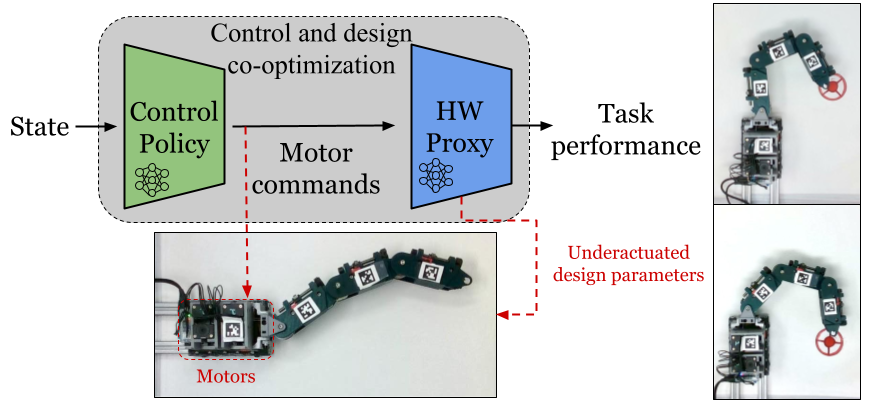 Control and design
co-optimization
State
Control
Policy
Motor
commands
HW
Proxy
Task
performance
Underactuated
design parameters
Motors